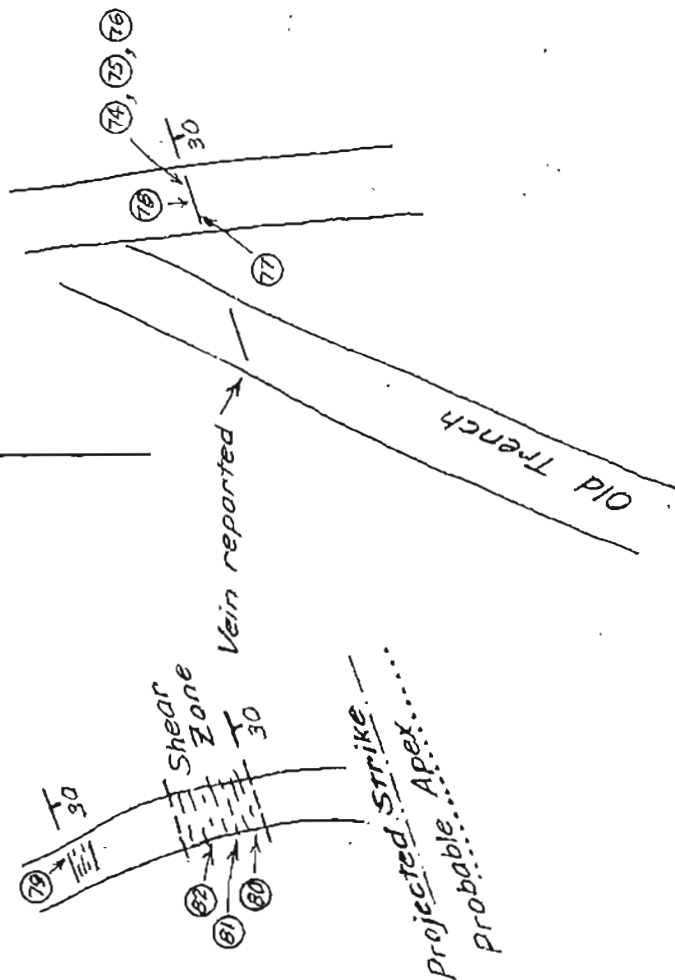 74, 75, 76
30
78
77
Vein reported
Old Trench
79
30
Shear
Zone
82
81
80
30
Projected Strike
Probable Apex